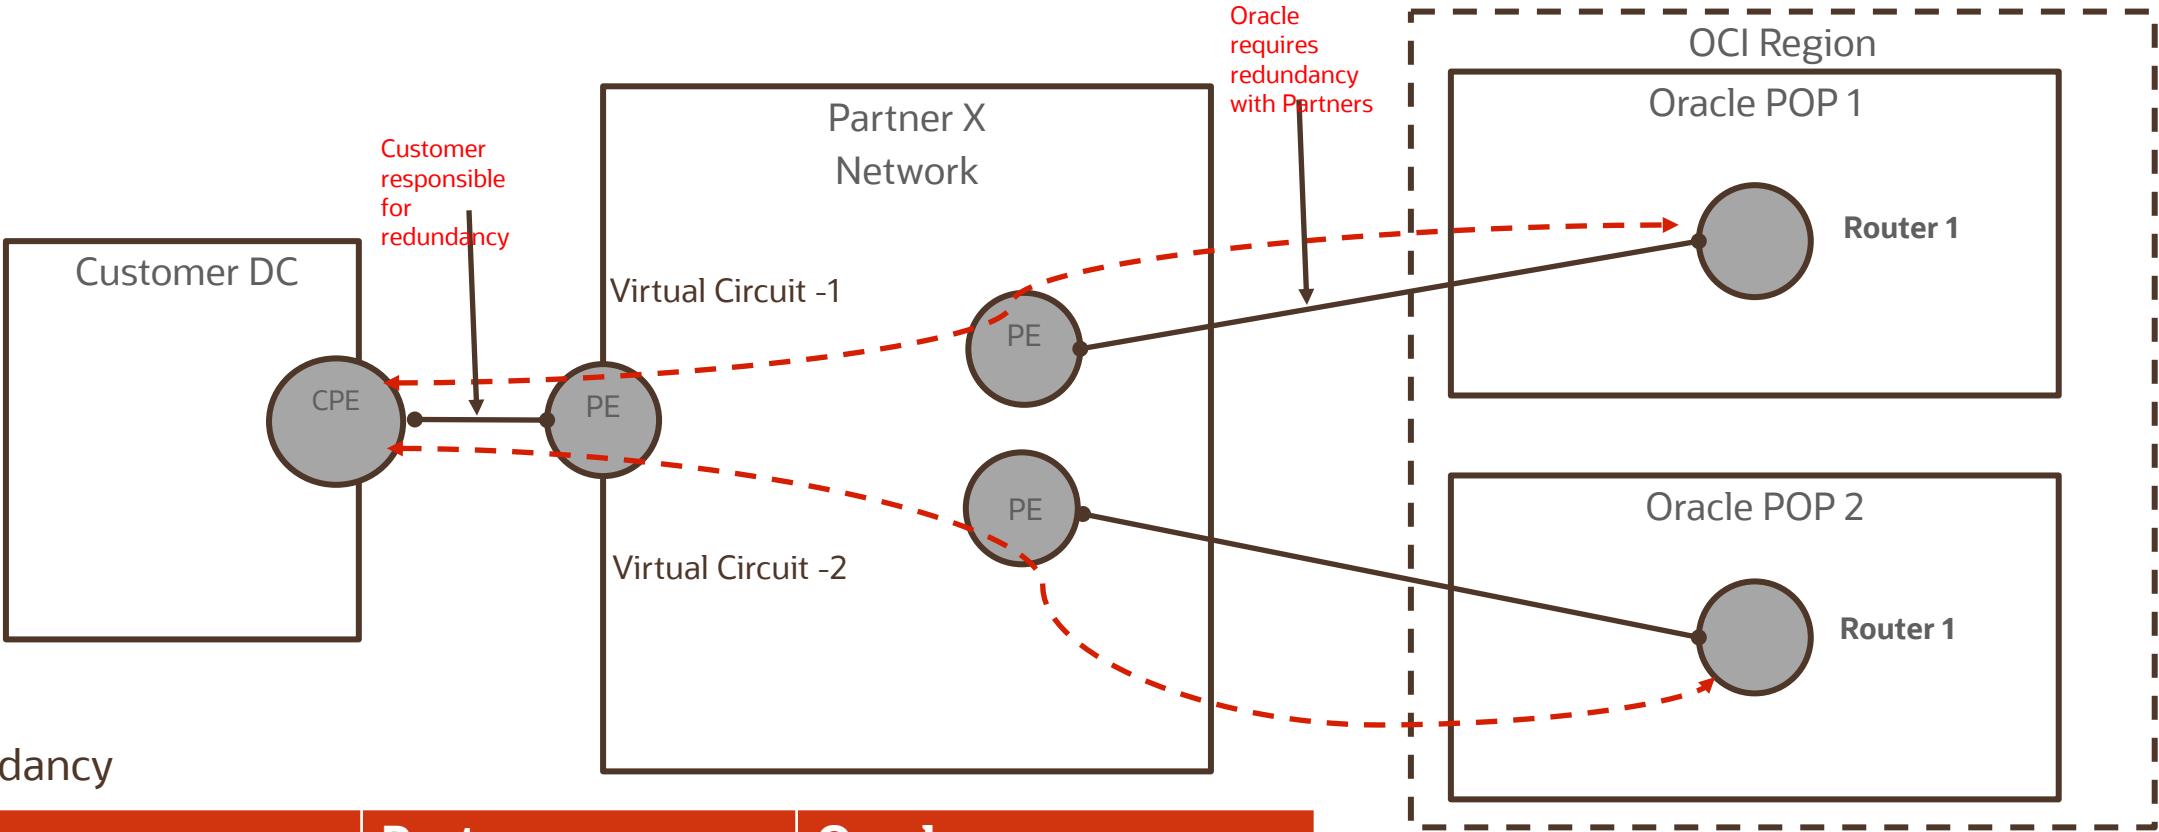 Oracle
requires
redundancy
with Partners
OCI Region
Oracle POP 1
Partner X
Network
Customer
responsible
for
redundancy
Router 1
Customer DC
Virtual Circuit -1
PE
CPE
PE
PE
Oracle POP 2
Virtual Circuit -2
Router 1
dancy